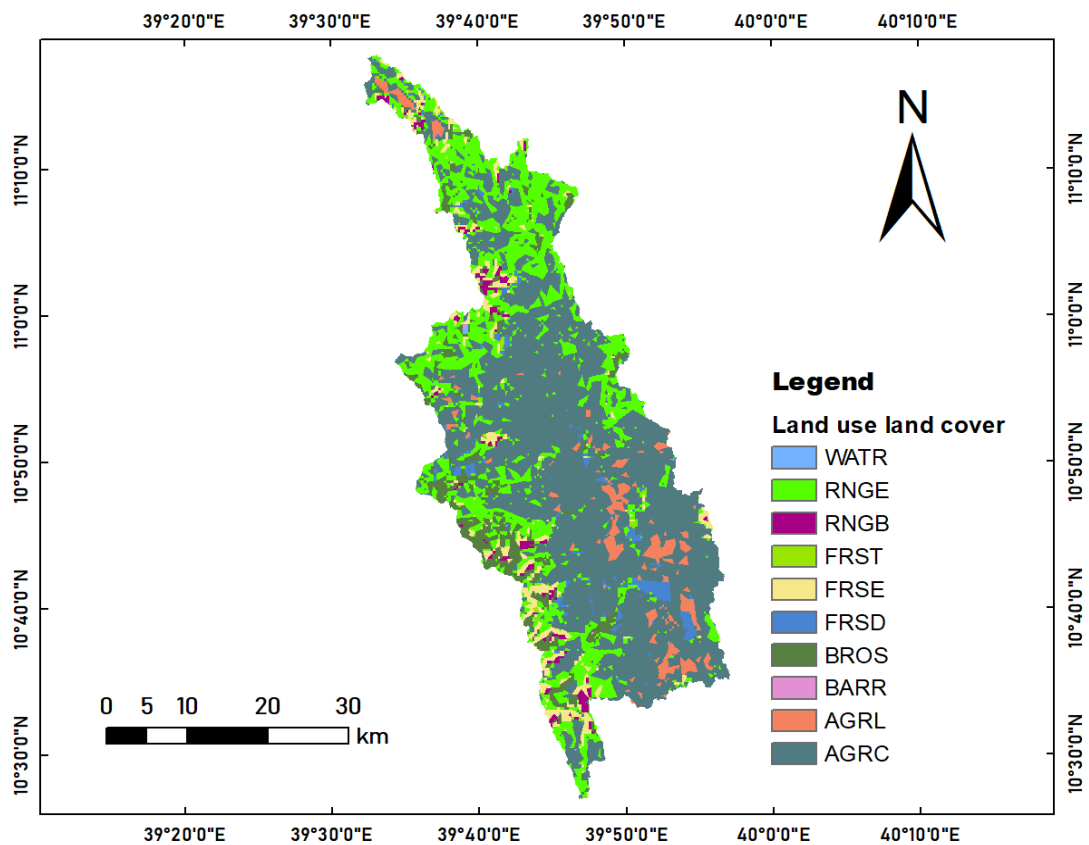 39°20'0"E 39°30'0"E 39°40'0"E 39°50'0"E 40°0'0"E 40°10'0"E
N
11°10'0"N 11°10'0"N
11°0'0"N 11°0'0"N
Legend
Land use land cover
10°50'0"N 10°50'0"N
WATR
RNGE
RNGB
FRST
FRSE
10°40'0"N 10°40'0"N
FRSD
BROS
BARR
AGRL
AGRC
0 5 10 20 30
km
10°30'0"N 10°30'0"N
39°20'0"E 39°30'0"E 39°40'0"E 39°50'0"E 40°0'0"E 40°10'0"E